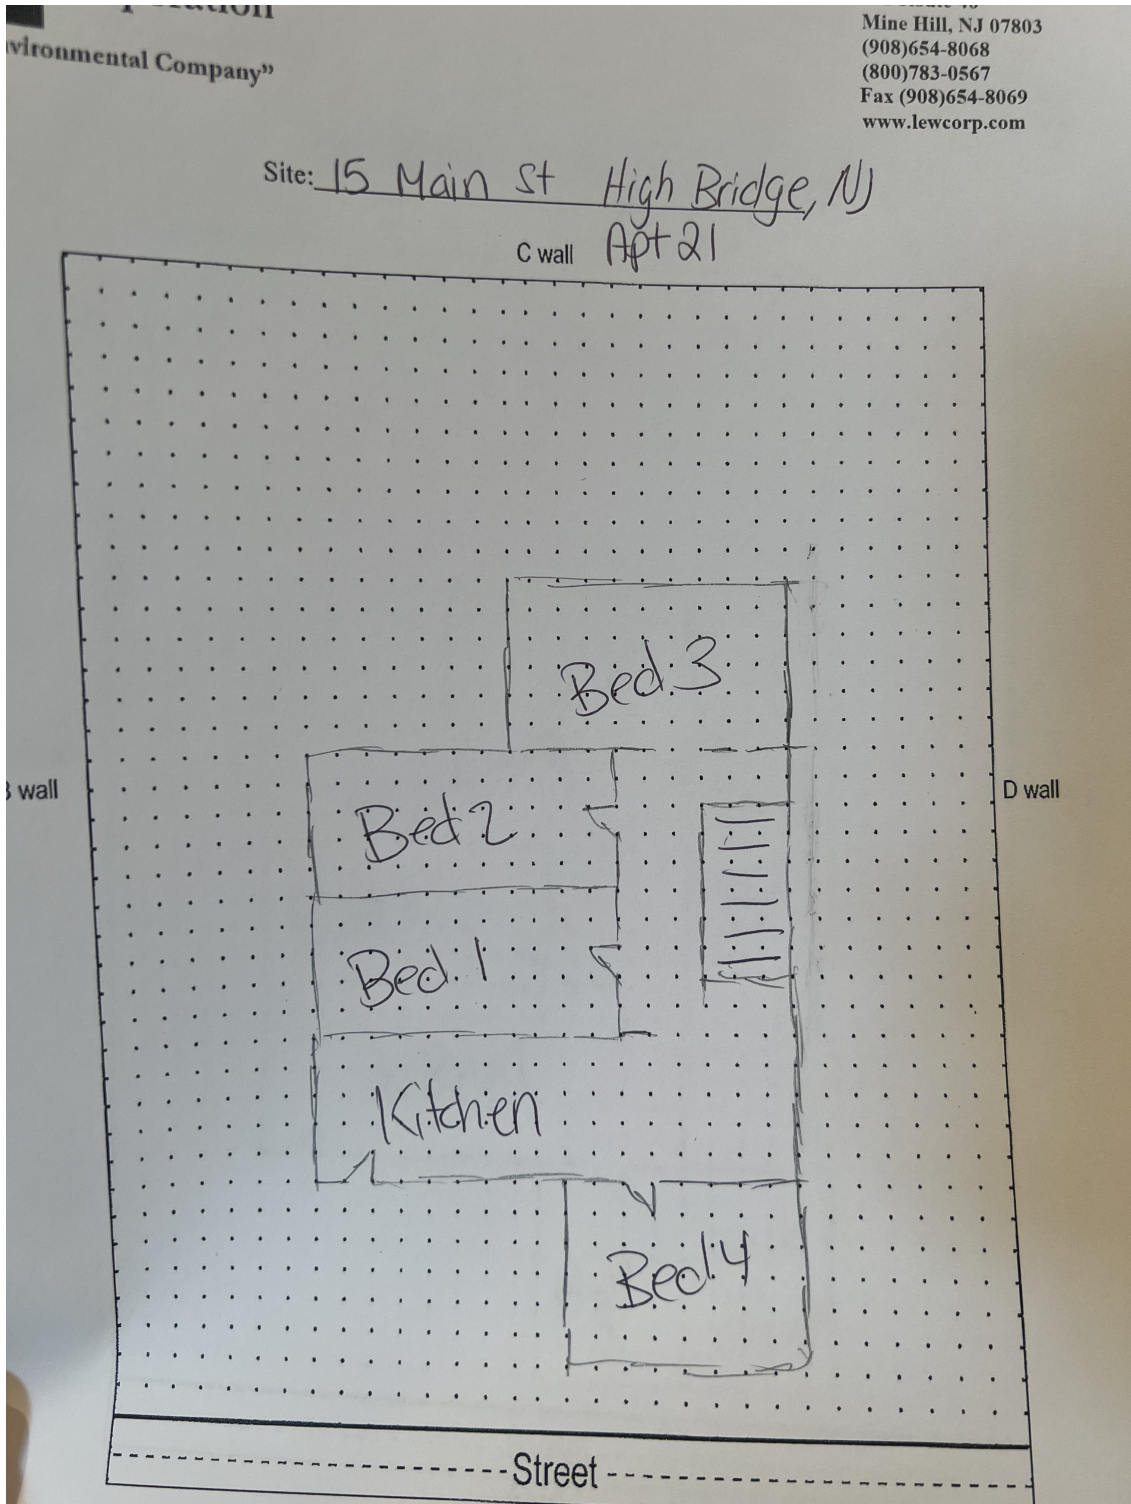 vironmental Company”
Mine Hill, NJ 07803
(908)654-8068
(800)783-0567
Fax (908)654-8069
www.lewcorp.com
Site: 15 Main St High Bridge, NJ
C wall Apt 21
Bed 3
wall
D wall
Bed 2
Bed 1
Kitchen
Bed 4
Street